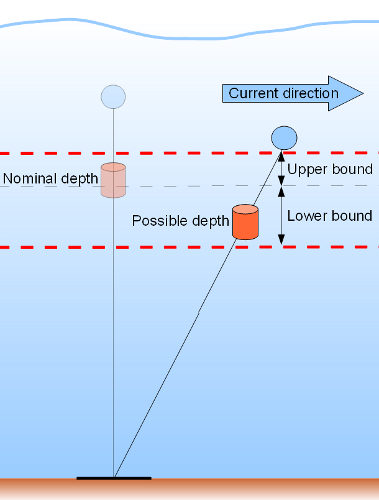 Current direction
Upper bound
Nominal depth
Possible depth
Lower bound